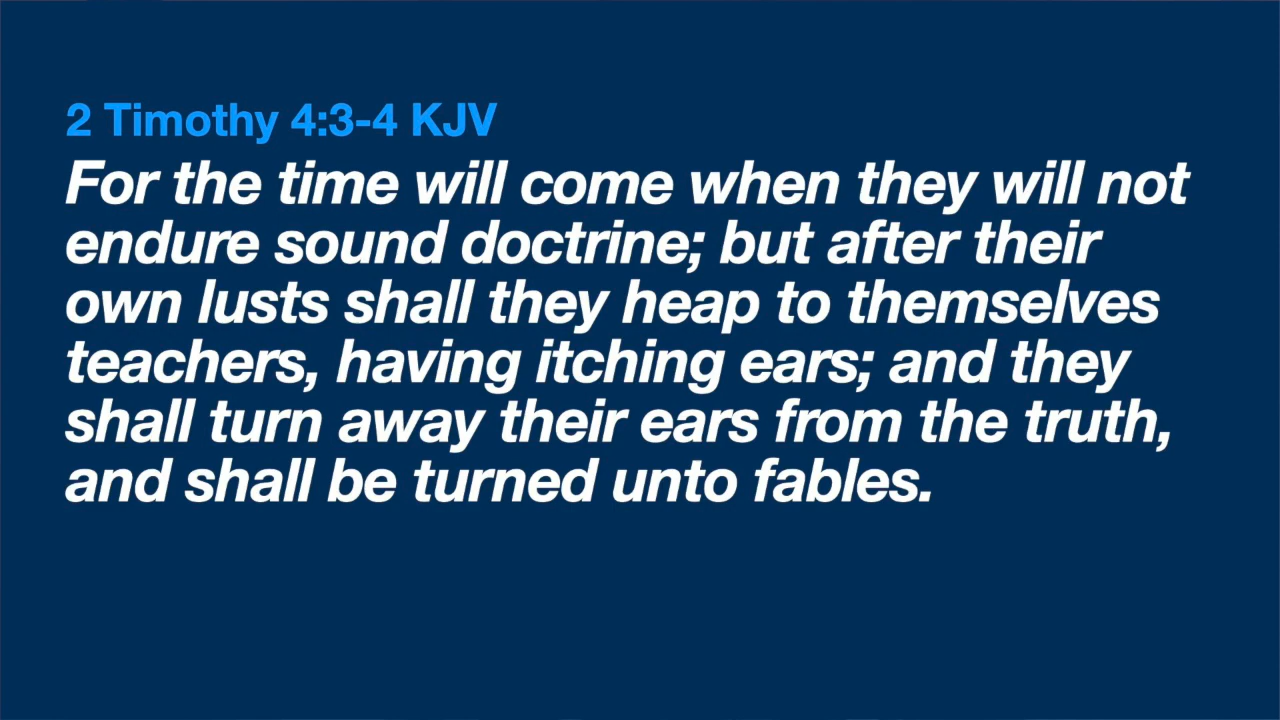 2 Timothy 4:3-4 KJV
For the time will come when they will not
endure sound doctrine; but after their
own lusts shall they heap to themselves
teachers, having itching ears; and they
shall turn away their ears from the truth,
and shall be turned unto fables.